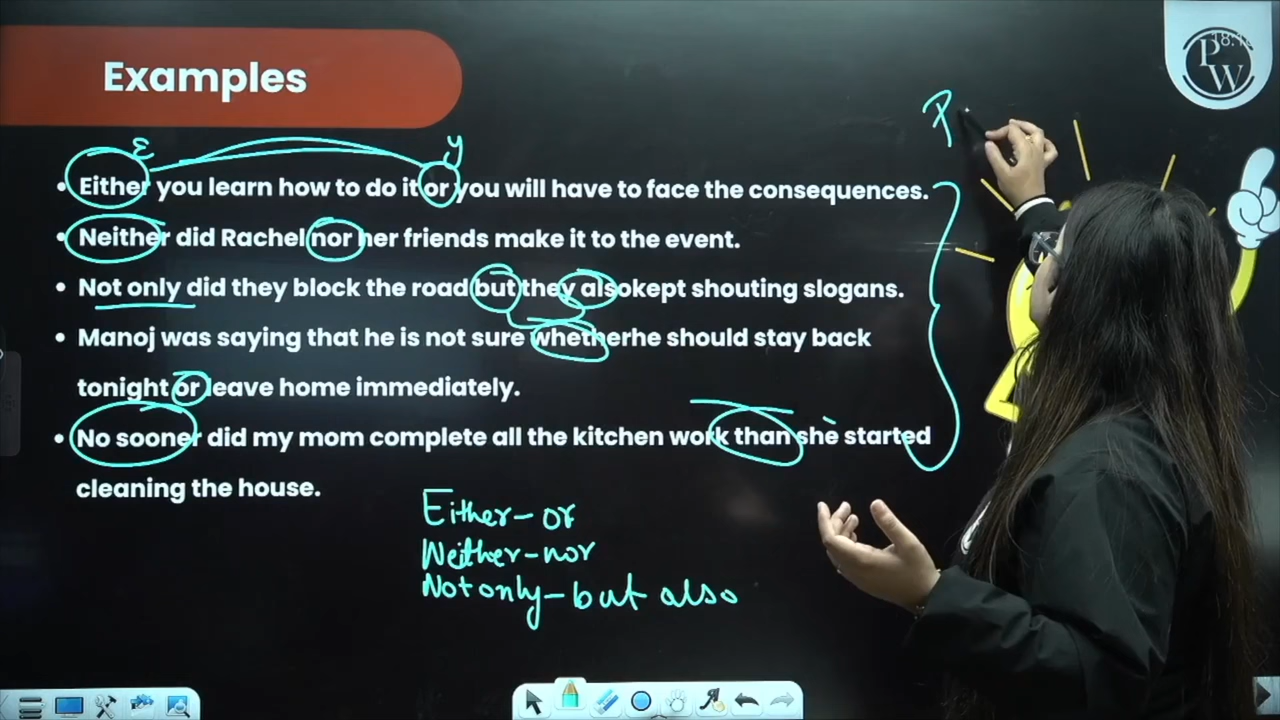 Examples
P
W
ε y
• Either you learn how to do it or you will have to face the consequences.
• Neither did Rachel nor her friends make it to the event.
• Not only did they block the road but they alsokept shouting slogans.
• Manoj was saying that he is not sure whetherhe should stay back
tonight or leave home immediately.
• No sooner did my mom complete all the kitchen work than she started
cleaning the house.
Either - or
Neither - nor
Not only - but also
P